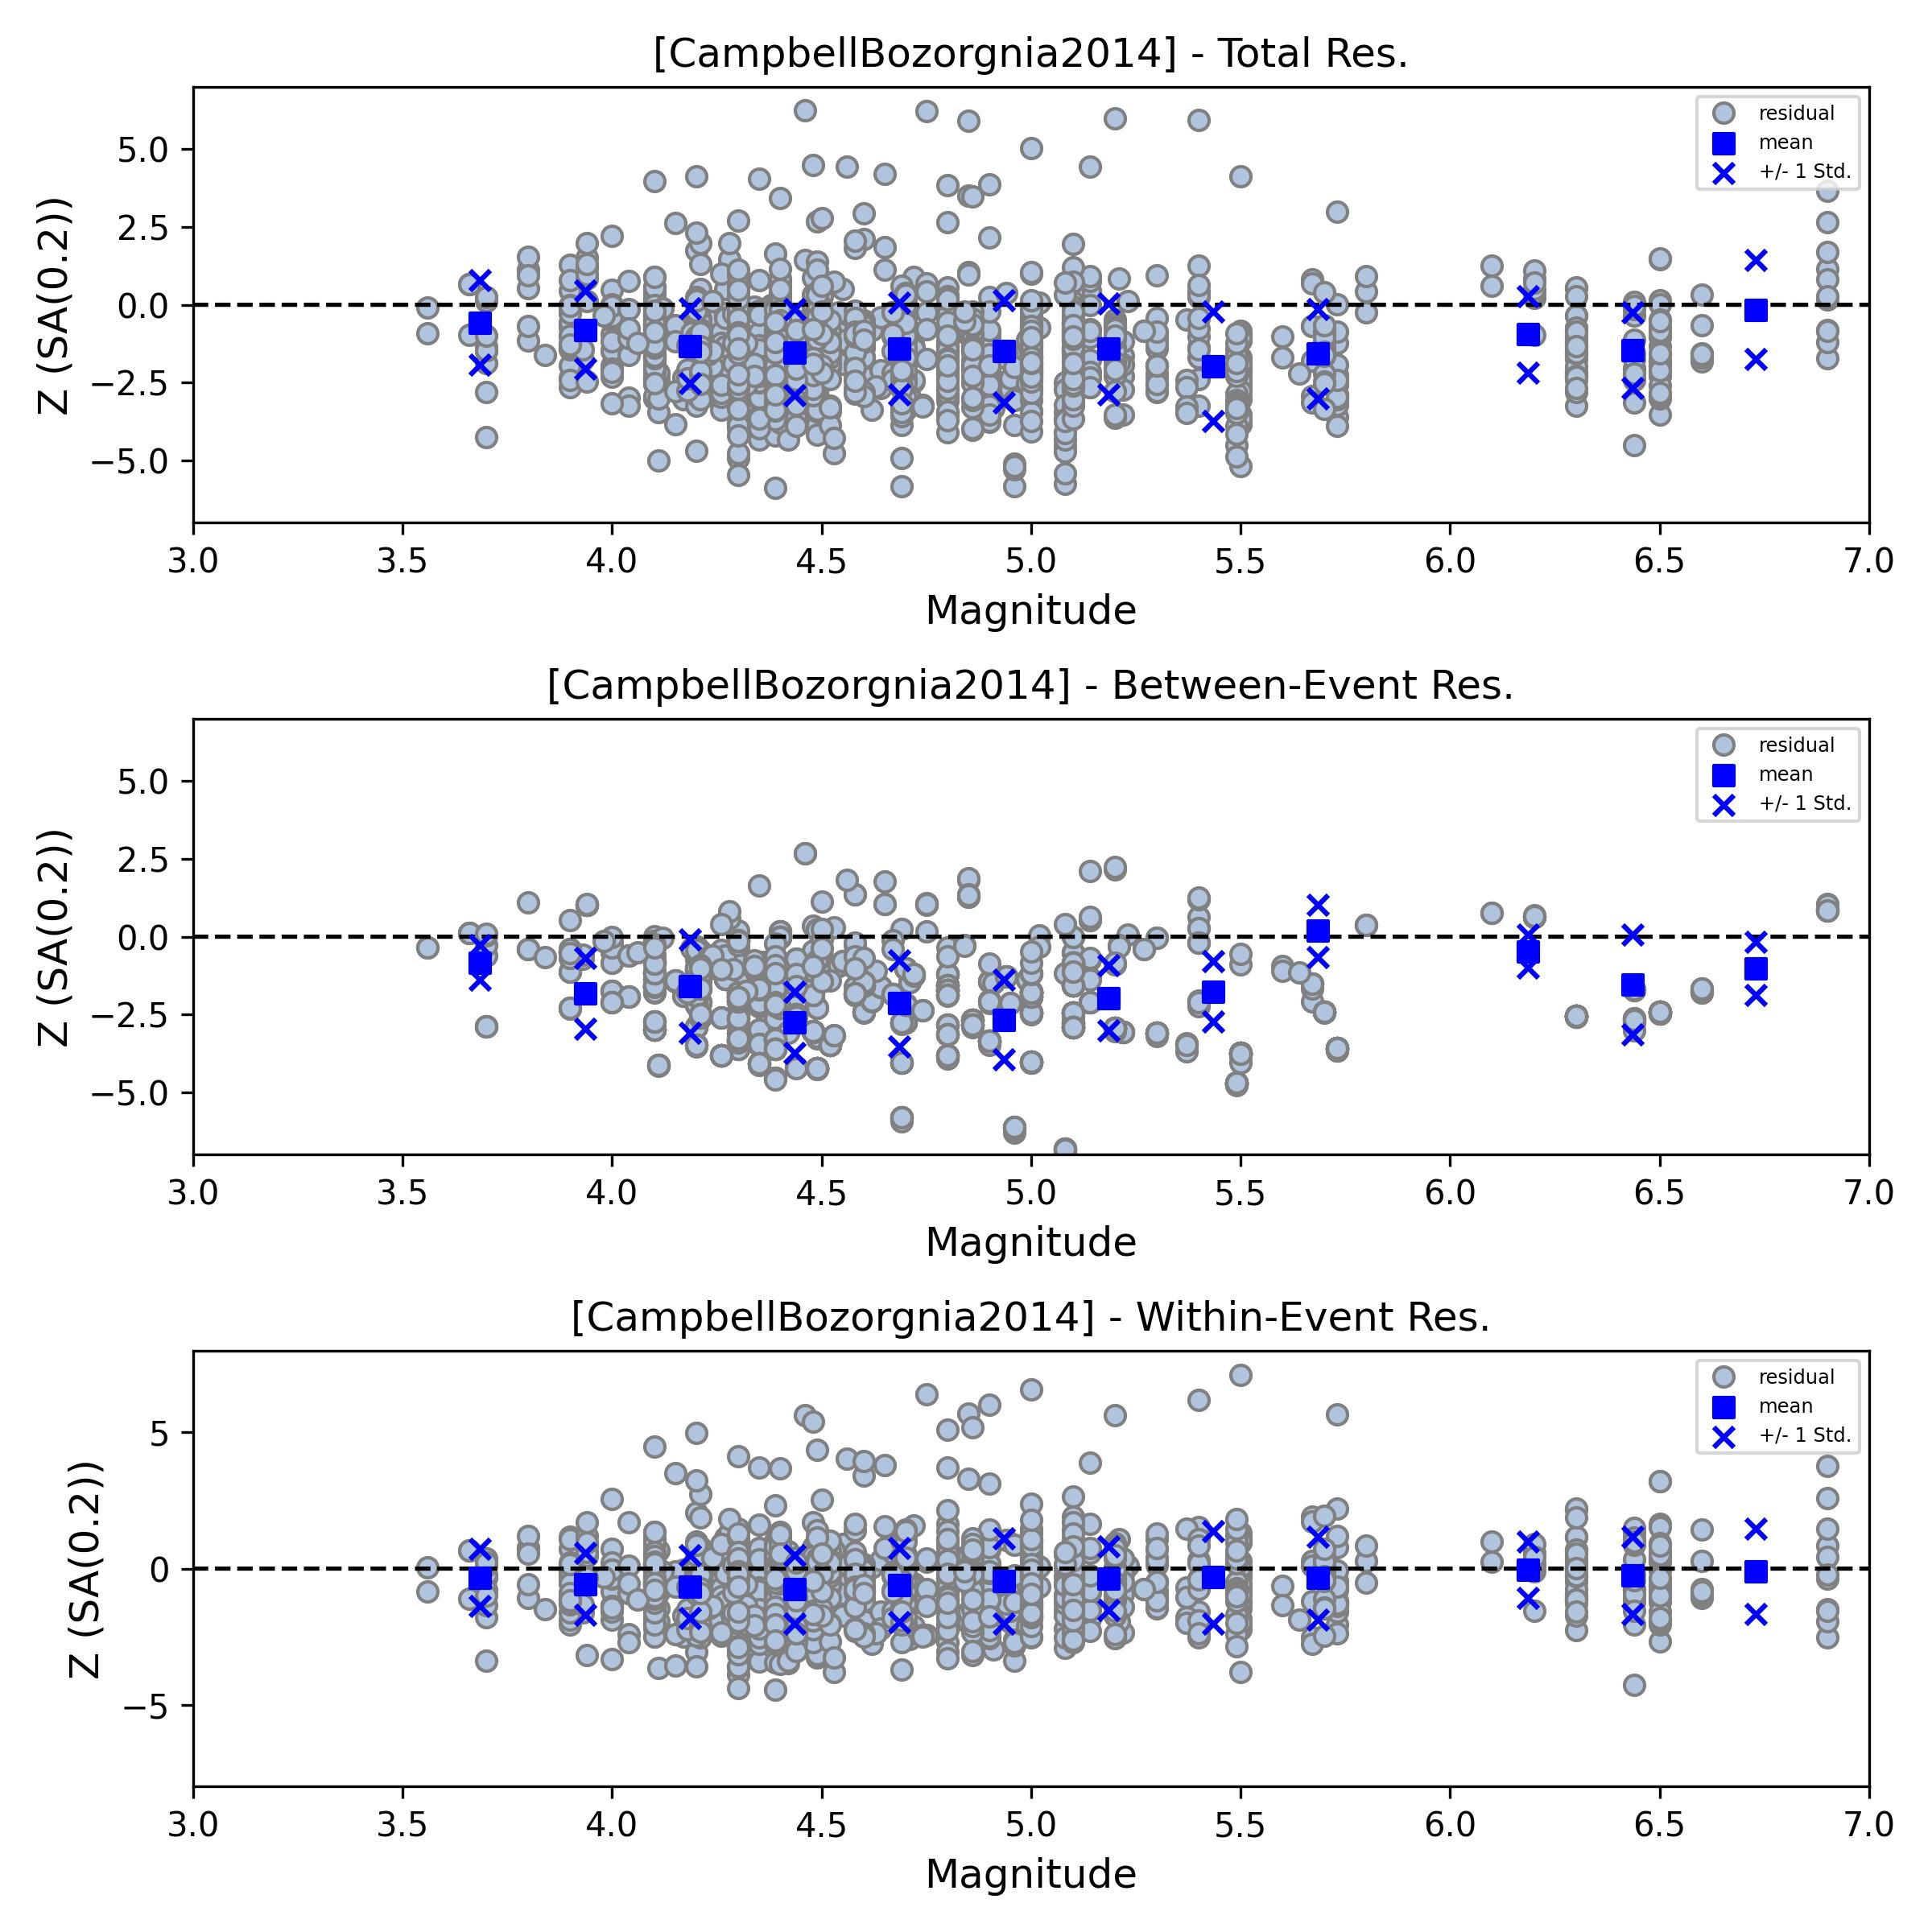 [CampbellBozorgnia2014] - Total Res.
Z (SA(0.2))
5.0
2.5
0.0
−2.5
−5.0
residual
mean
+/- 1 Std.
3.0 3.5 4.0 4.5 5.0 5.5 6.0 6.5 7.0
Magnitude
[CampbellBozorgnia2014] - Between-Event Res.
Z (SA(0.2))
5.0
2.5
0.0
−2.5
−5.0
residual
mean
+/- 1 Std.
3.0 3.5 4.0 4.5 5.0 5.5 6.0 6.5 7.0
Magnitude
[CampbellBozorgnia2014] - Within-Event Res.
Z (SA(0.2))
5
0
−5
residual
mean
+/- 1 Std.
3.0 3.5 4.0 4.5 5.0 5.5 6.0 6.5 7.0
Magnitude